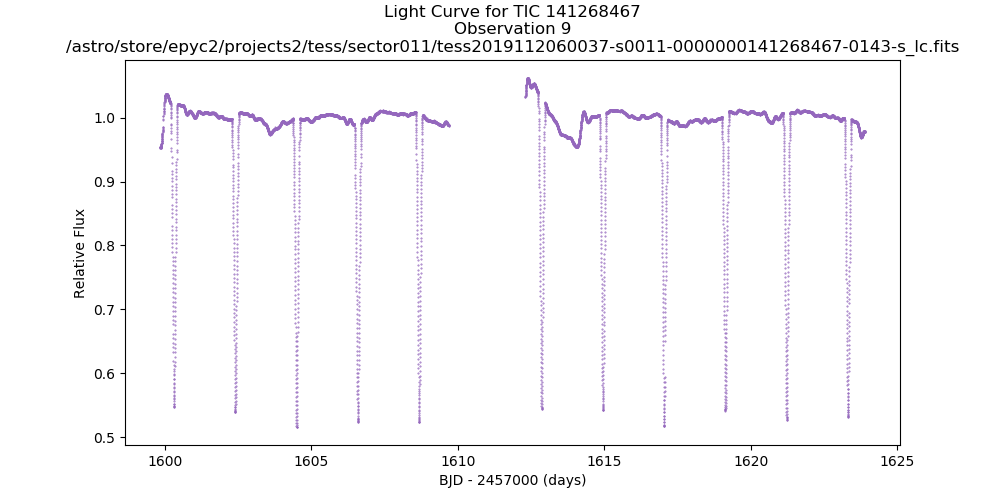 Light Curve for TIC 141268467
Observation 9
/astro/store/epyc2/projects2/tess/sector011/tess2019112060037-s0011-0000000141268467-0143-s_lc.fits
1.0
0.9
0.8
0.7
0.6
0.5
Relative Flux
1600
1605
1610
1615
1620
1625
BJD - 2457000 (days)